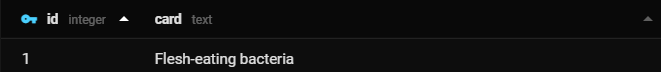 id integer card text
1 Flesh-eating bacteria